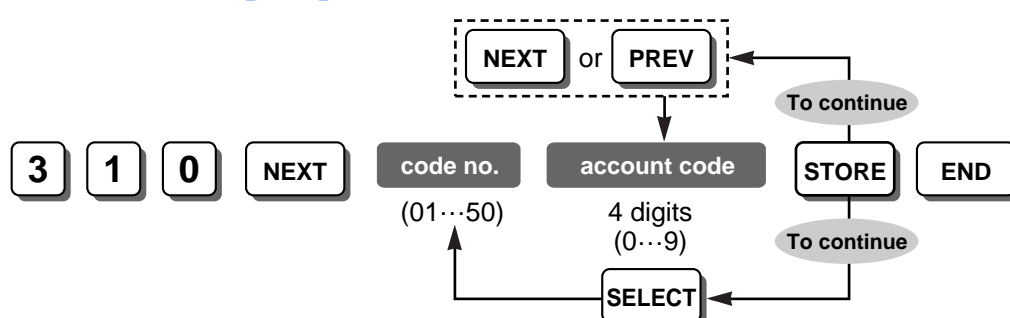 NEXT or PREV
To continue
3 1 0 NEXT code no. account code STORE END
(01···50) 4 digits
(0···9)
To continue
SELECT